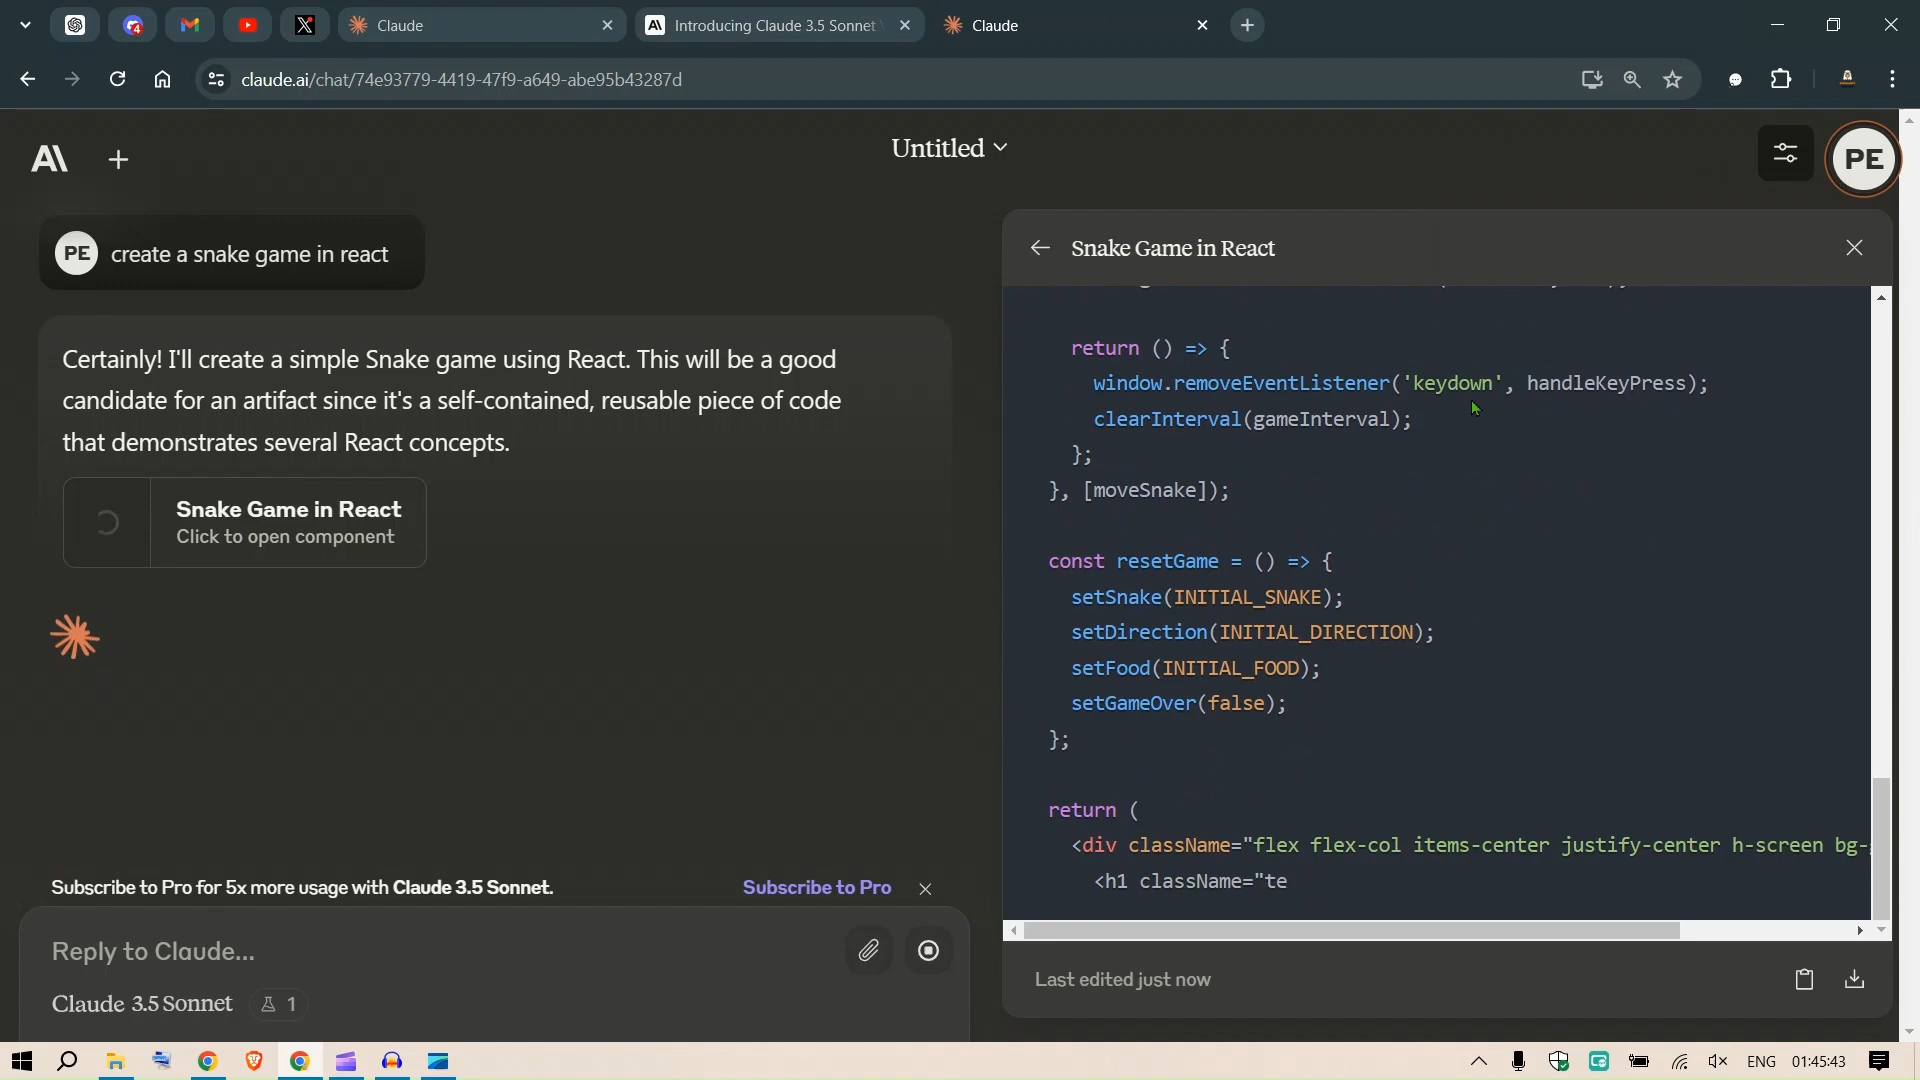 4
Claude
Introducing Claude 3.5 Sonnet
Claude
claude.ai/chat/74e93779-4419-47f9-a649-abe95b43287d
Untitled
PE
PE create a snake game in react
Certainly! I'll create a simple Snake game using React. This will be a good
candidate for an artifact since it's a self-contained, reusable piece of code
that demonstrates several React concepts.
Snake Game in React
Click to open component
Subscribe to Pro for 5x more usage with Claude 3.5 Sonnet.
Subscribe to Pro
Reply to Claude...
Claude 3.5 Sonnet
1
Snake Game in React
return () => {
window.removeEventListener('keydown', handleKeyPress);
clearInterval(gameInterval);
};
}, [moveSnake]);
const resetGame = () => {
setSnake(INITIAL_SNAKE);
setDirection(INITIAL_DIRECTION);
setFood(INITIAL_FOOD);
setGameOver(false);
};
return (
<div className="flex flex-col items-center justify-center h-screen bg-
<h1 className="te
Last edited just now
ENG
01:45:43